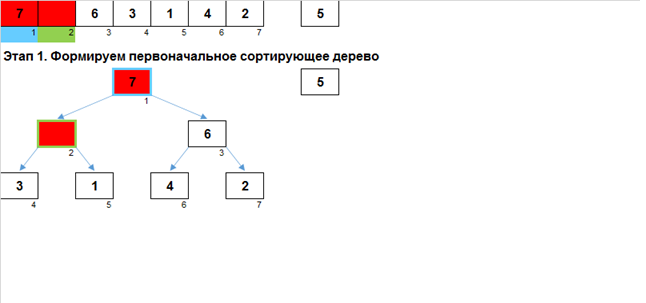 7 6 3 1 4 2 5
1 2 3 4 5 6 7
Этап 1. Формируем первоначальное сортирующее дерево
7 5
1
6
2 3
3 1 4 2
4 5 6 7